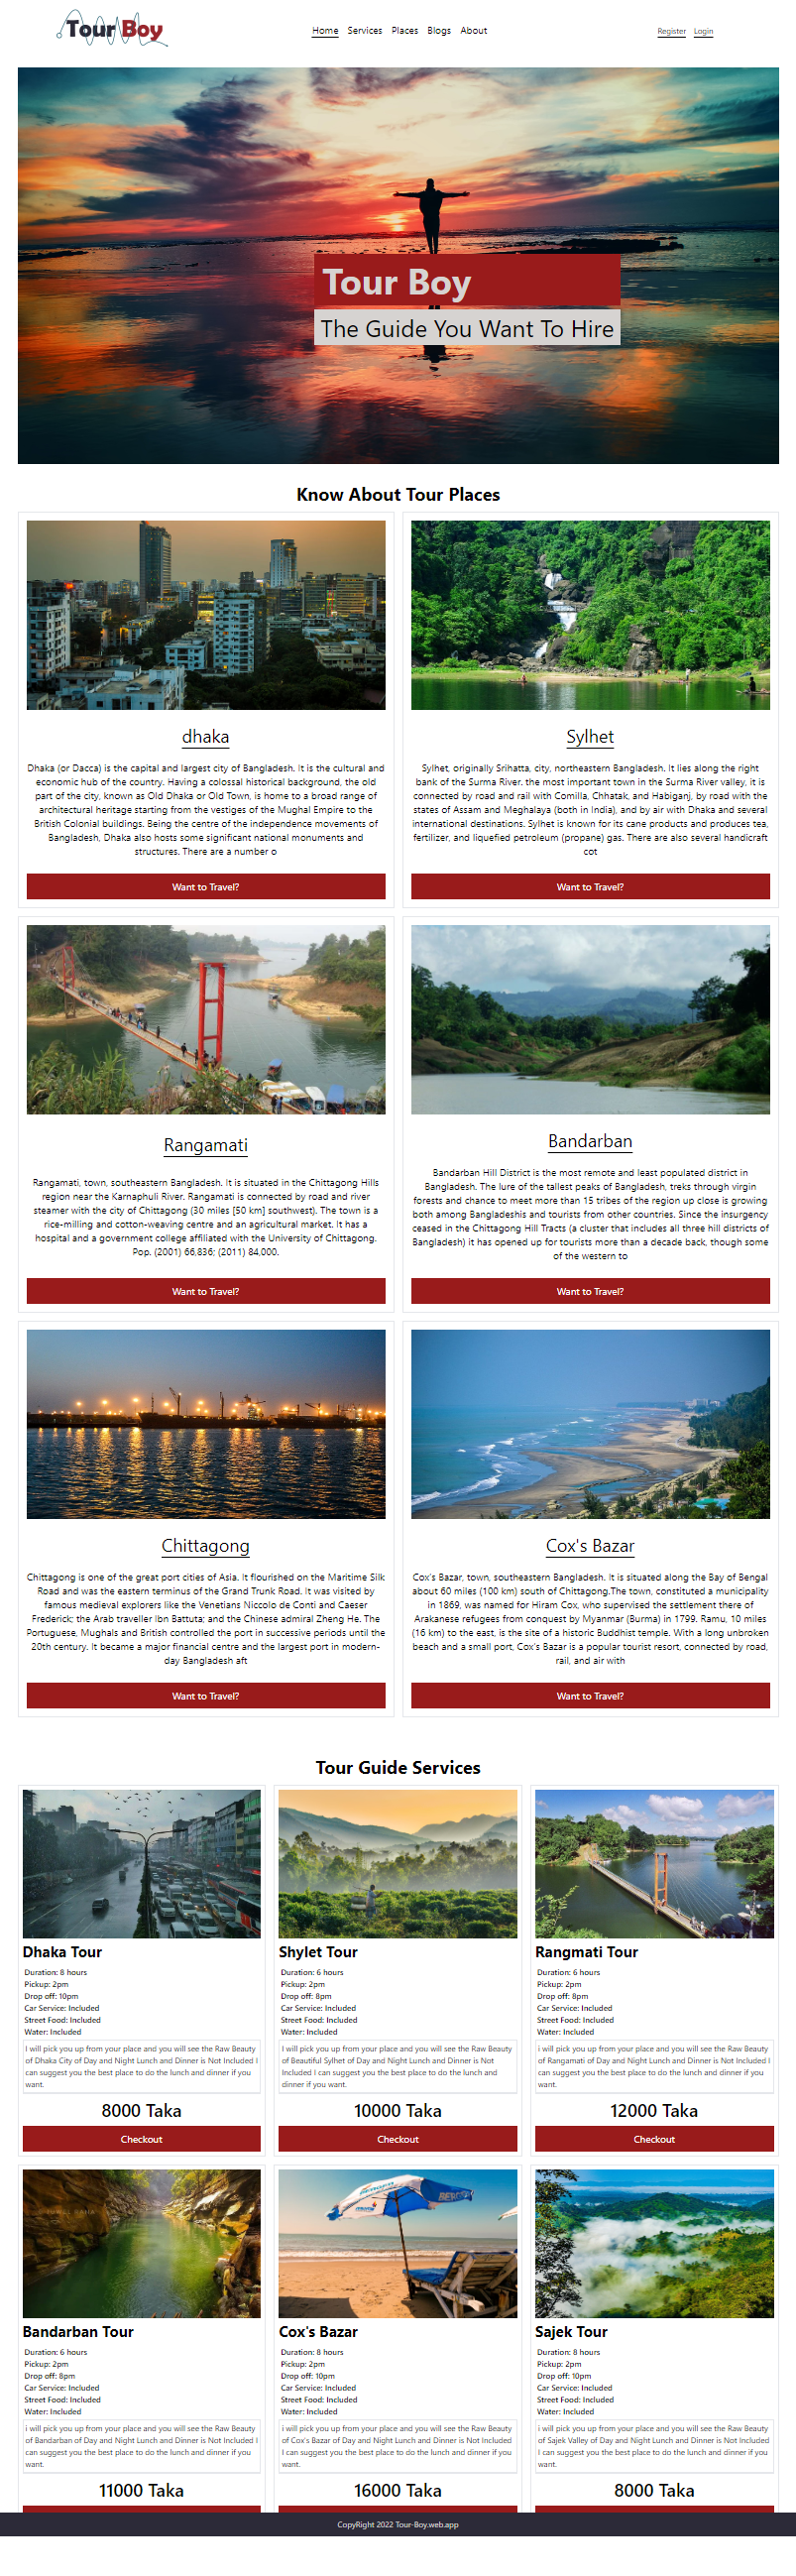 Tour Boy
Home Services Places Blogs About
Register Login
Tour Boy
The Guide You Want To Hire
Know About Tour Places
dhaka
Dhaka (or Dacca) is the capital and largest city of Bangladesh. It is the cultural and
economic hub of the country. Having a colossal historical background, the old
part of the city, known as Old Dhaka or Old Town, is home to a broad range of
architectural heritage starting from the vestiges of the Mughal Empire to the
British Colonial buildings. Being the centre of the independence movements of
Bangladesh, Dhaka also hosts some significant national monuments and
structures. There are a number o
Want to Travel?
Sylhet
Sylhet, originally Srihatta, city, northeastern Bangladesh. It lies along the right
bank of the Surma River. the most important town in the Surma River valley, it is
connected by road and rail with Comilla, Chhatak, and Habiganj, by road with the
states of Assam and Meghalaya (both in India), and by air with Dhaka and several
international destinations. Sylhet is known for its cane products and produces tea,
fertilizer, and liquefied petroleum (propane) gas. There are also several handicraft
cot
Want to Travel?
Rangamati
Rangamati, town, southeastern Bangladesh. It is situated in the Chittagong Hills
region near the Karnaphuli River. Rangamati is connected by road and river
steamer with the city of Chittagong (30 miles [50 km] southwest). The town is a
rice-milling and cotton-weaving centre and an agricultural market. It has a
hospital and a government college affiliated with the University of Chittagong.
Pop. (2001) 66,836; (2011) 84.000.
Want to Travel?
Bandarban
Bandarban Hill District is the most remote and least populated district in
Bangladesh. The lure of the tallest peaks of Bangladesh, treks through virgin
forests and chance to meet more than 15 tribes of the region up close is growing
both among Bangladeshis and tourists from other countries. Since the insurgency
ceased in the Chittagong Hill Tracts (a cluster that includes all three hill districts of
Bangladesh) it has opened up for tourists more than a decade back, though some
of the western to
Want to Travel?
Chittagong
Chittagong is one of the great port cities of Asia. It flourished on the Maritime Silk
Road and was the eastern terminus of the Grand Trunk Road. It was visited by
famous medieval explorers like the Venetians Niccolo de Conti and Caeser
Frederick; the Arab traveller Ibn Battuta; and the Chinese admiral Zheng He. The
Portuguese, Mughals and British controlled the port in successive periods until the
20th century. It became a major financial centre and the largest port in modern-
day Bangladesh aft
Want to Travel?
Cox's Bazar
Cox's Bazar, town, southeastern Bangladesh. It is situated along the Bay of Bengal
about 60 miles (100 km) south of Chittagong.The town, constituted a municipality
in 1869, was named for Hiram Cox, who supervised the settlement there of
Arakanese refugees from conquest by Myanmar (Burma) in 1799. Ramu, 10 miles
(16 km) to the east, is the site of a historic Buddhist temple. With a long unbroken
beach and a small port, Cox's Bazar is a popular tourist resort, connected by road,
rail, and air with
Want to Travel?
Tour Guide Services
Dhaka Tour
Duration: 8 hours
Pickup: 2pm
Drop off: 10pm
Car Service: Included
Street Food: Included
Water: Included
I will pick you up from your place and you will see the Raw Beauty
of Dhaka City of Day and Night Lunch and Dinner is Not Included I
can suggest you the best place to do the lunch and dinner if you
want.
8000 Taka
Checkout
Shylet Tour
Duration: 6 hours
Pickup: 2pm
Drop off: 8pm
Car Service: Included
Street Food: Included
Water: Included
I will pick you up from your place and you will see the Raw Beauty
of Beautiful Sylhet of Day and Night Lunch and Dinner is Not
Included I can suggest you the best place to do the lunch and
dinner if you want.
10000 Taka
Checkout
Rangmati Tour
Duration: 6 hours
Pickup: 2pm
Drop off: 8pm
Car Service: Included
Street Food: Included
Water: Included
i will pick you up from your place and you will see the Raw Beauty
of Rangamati of Day and Night Lunch and Dinner is Not Included I
can suggest you the best place to do the lunch and dinner if you
want.
12000 Taka
Checkout
Bandarban Tour
Duration: 6 hours
Pickup: 2pm
Drop off: 8pm
Car Service: Included
Street Food: Included
Water: Included
i will pick you up from your place and you will see the Raw Beauty
of Bandarban of Day and Night Lunch and Dinner is Not Included I
can suggest you the best place to do the lunch and dinner if you
want.
11000 Taka
Cox's Bazar
Duration: 8 hours
Pickup: 2pm
Drop off: 10pm
Car Service: Included
Street Food: Included
Water: Included
i will pick you up from your place and you will see the Raw Beauty
of Cox's Bazar of Day and Night Lunch and Dinner is Not Included
I can suggest you the best place to do the lunch and dinner if you
want.
16000 Taka
Sajek Tour
Duration: 8 hours
Pickup: 2pm
Drop off: 10pm
Car Service: Included
Street Food: Included
Water: Included
i will pick you up from your place and you will see the Raw Beauty
of Sajek Valley of Day and Night Lunch and Dinner is Not Included
I can suggest you the best place to do the lunch and dinner if you
want.
8000 Taka
CopyRight 2022 Tour-Boy.web.app